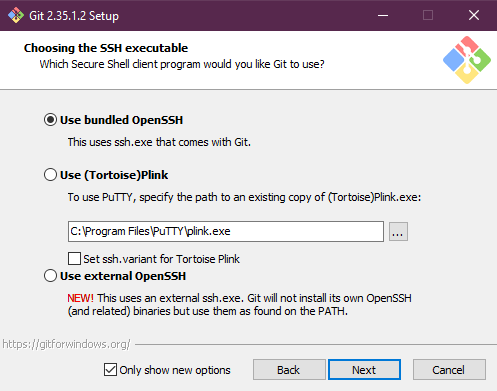 Git 2.35.1.2 Setup
Choosing the SSH executable
Which Secure Shell client program would you like Git to use?
Use bundled OpenSSH
This uses ssh.exe that comes with Git.
Use (Tortoise)Plink
To use PuTTY, specify the path to an existing copy of (Tortoise)Plink.exe:
C:\Program Files\PuTTY\plink.exe
...
Set ssh.variant for Tortoise Plink
Use external OpenSSH
NEW! This uses an external ssh.exe. Git will not install its own OpenSSH
(and related) binaries but use them as found on the PATH.
https://gitforwindows.org/
Only show new options
Back
Next
Cancel